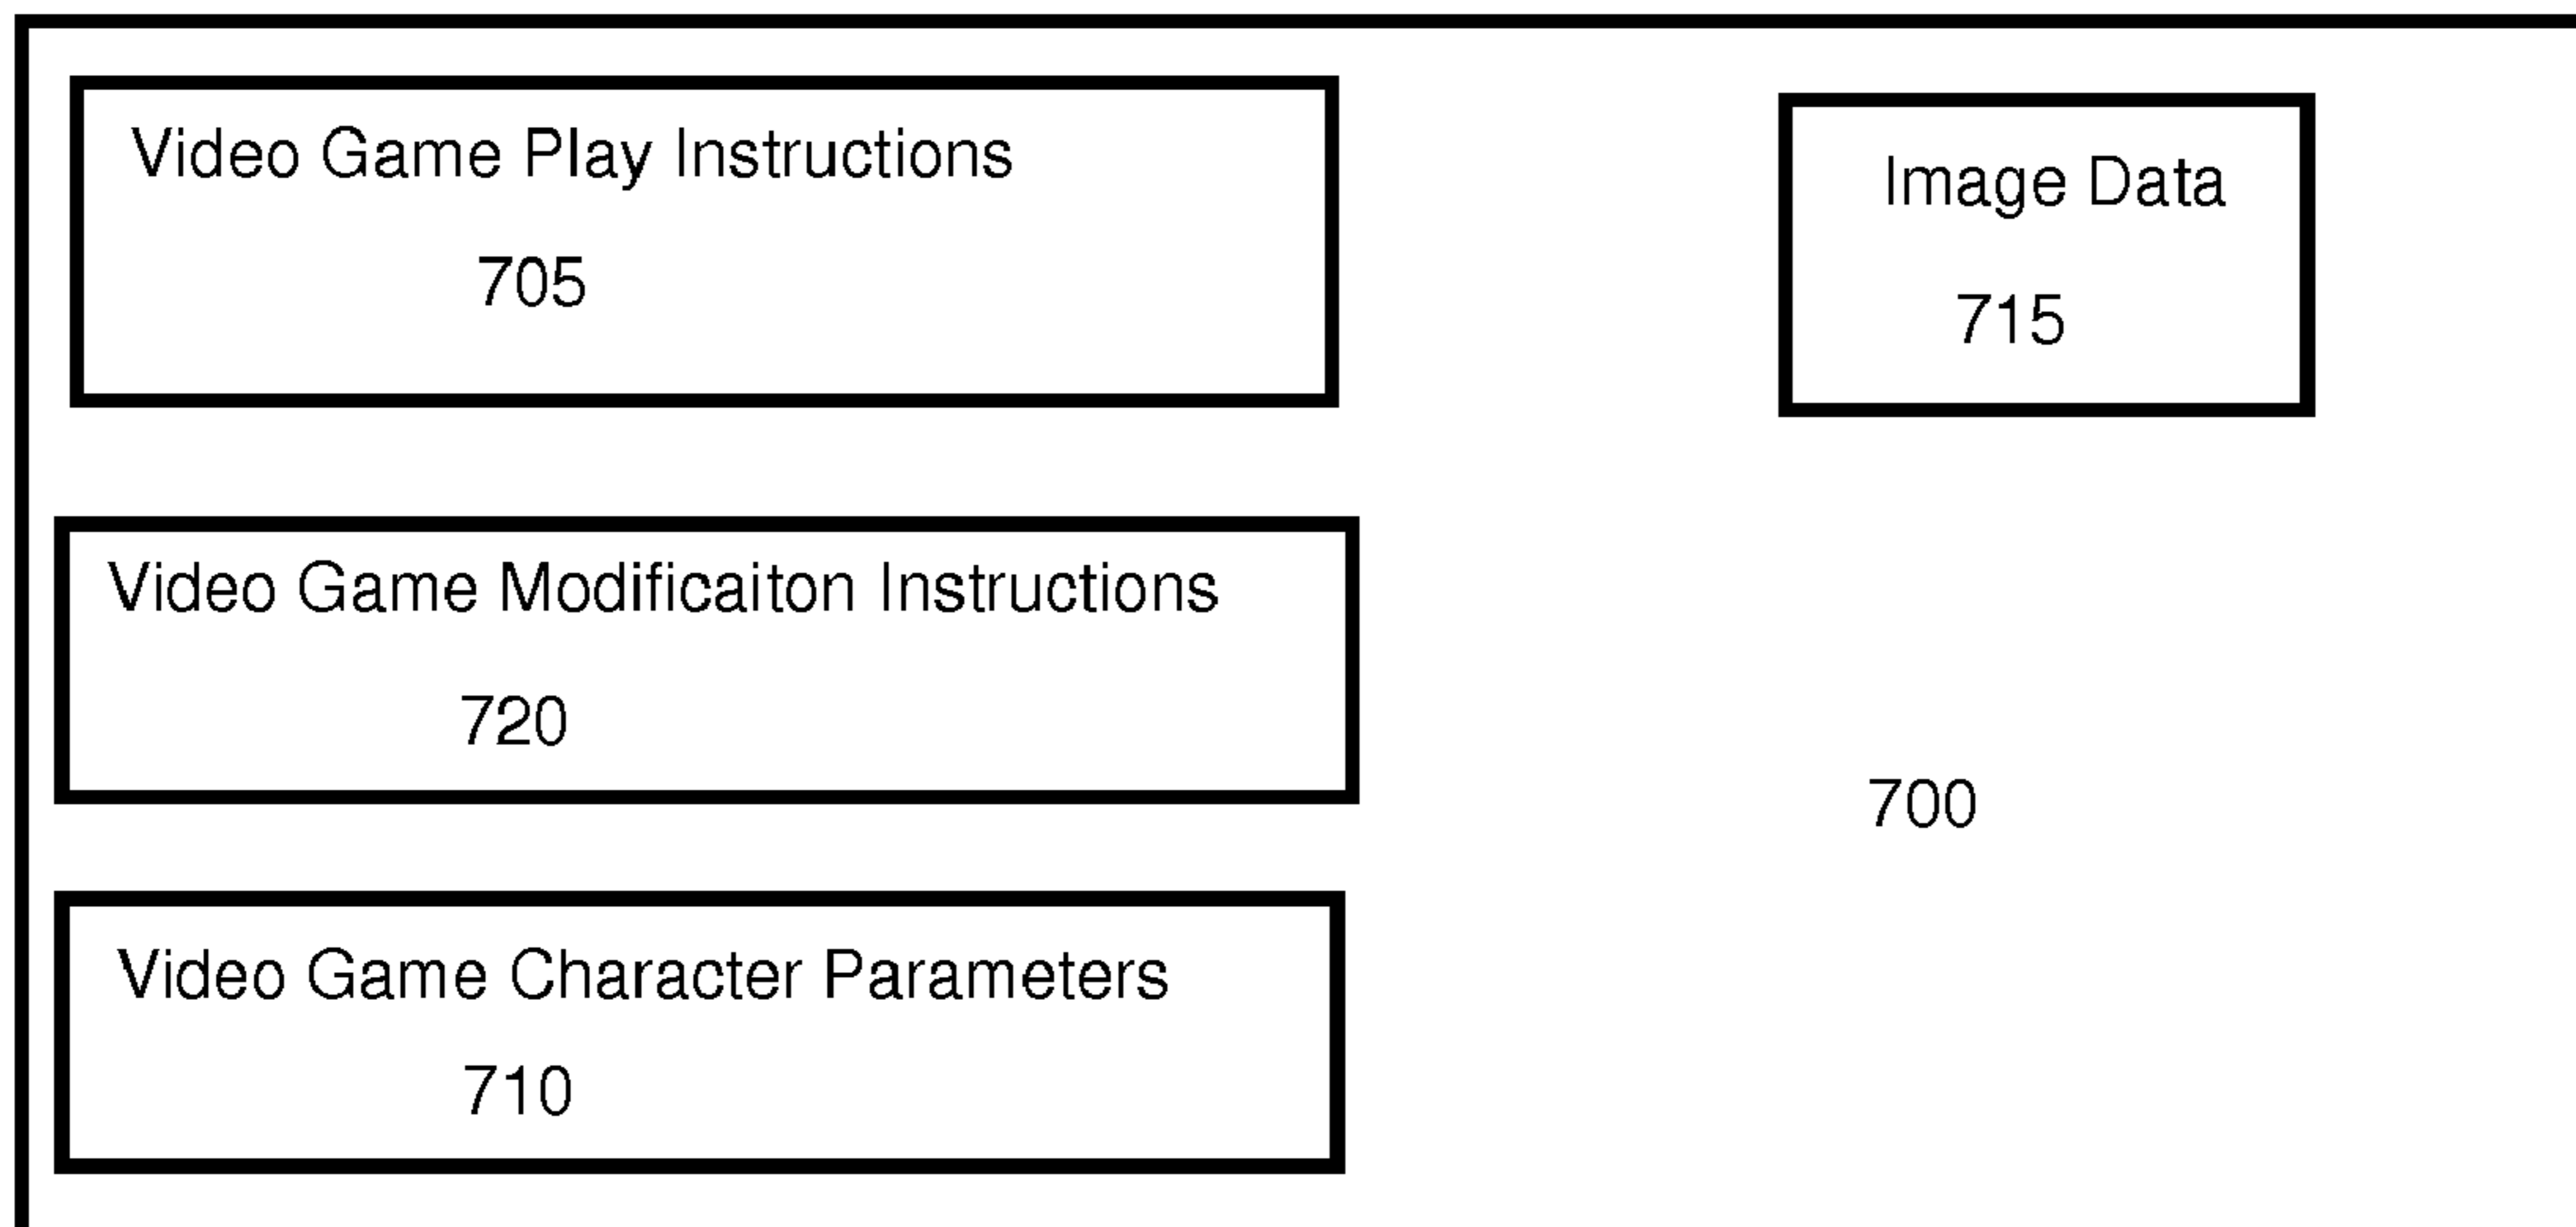 Video Game Play Instructions
705
Image Data
715
Video Game Modificaiton Instructions
720
700
Video Game Character Parameters
710